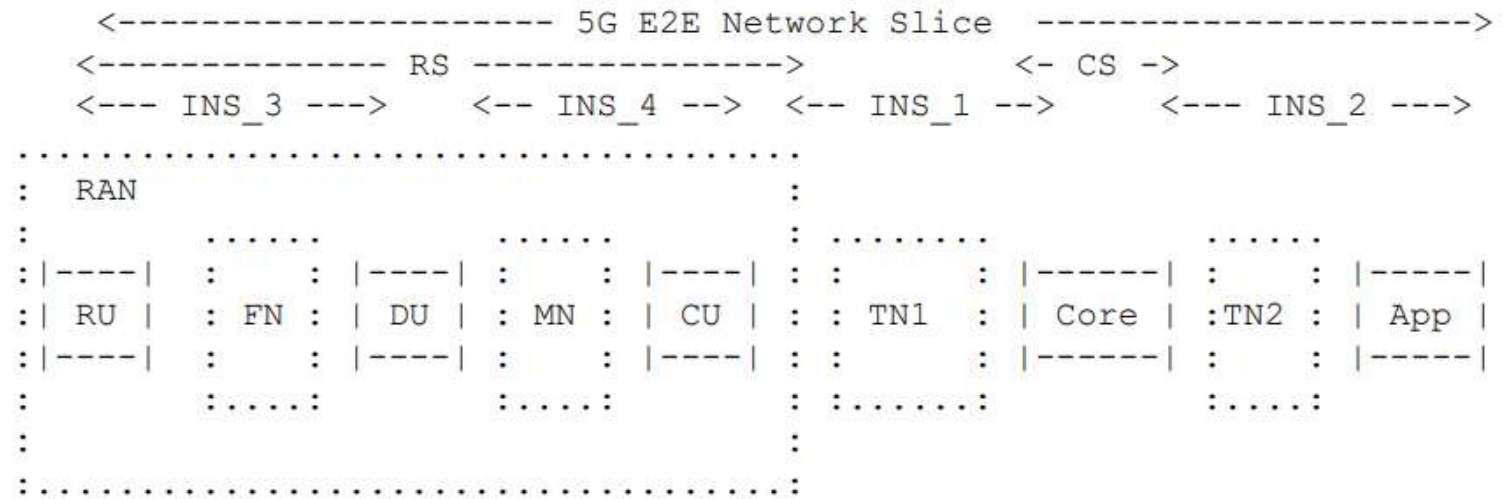 <--------------------- 5G E2E Network Slice --------------------->
<-------------- RS ---------------> <- CS ->
<--- INS_3 ---> <-- INS_4 --> <-- INS_1 --> <--- INS_2 --->
.......................................
: RAN :
: ...... ...... : ........ ......
:|----| : : |----| : : |----| : : : |------| : : |-----|
:| RU | : FN : | DU | : MN : | CU | : : TN1 : | Core | :TN2 : | App |
:|----| : : |----| : : |----| : : : |------| : : |-----|
: :....: :....: : :......: :....:
: :
:.....................................: